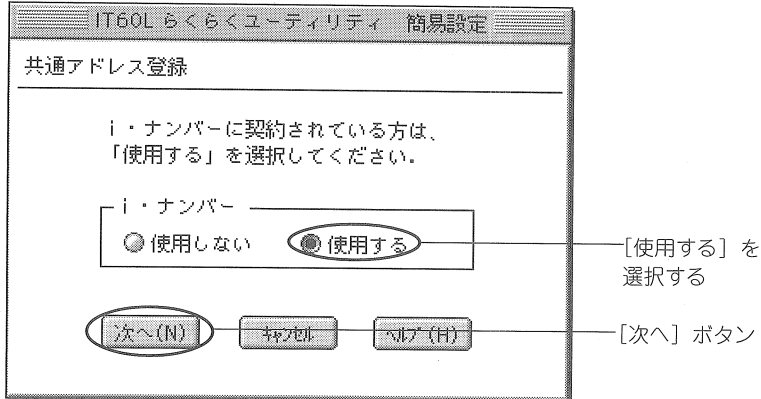 IT60L らくらくユーティリティ 簡易設定
共通アドレス登録
i・ナンバーに契約されている方は、
「使用する」を選択してください.
i・ナンバー
使用しない 使用する
[使用する] を
選択する
次へ(N) キャンセル ヘルプ(H)
[次へ] ボタン